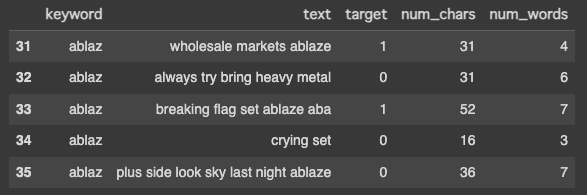 keyword text target num_chars num_words
31 ablaz wholesale markets ablaze 1 31 4
32 ablaz always try bring heavy metal 0 31 6
33 ablaz breaking flag set ablaze aba 1 52 7
34 ablaz crying set 0 16 3
35 ablaz plus side look sky last night ablaze 0 36 7